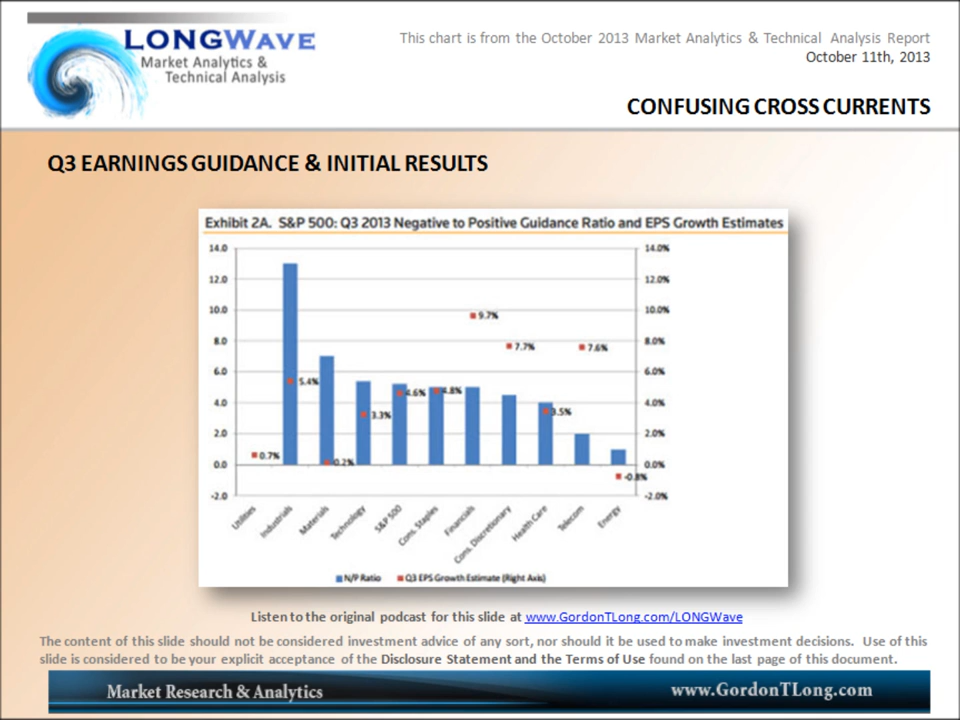 LONGWave
Market Analytics &
Technical Analysis
This chart is from the October 2013 Market Analytics & Technical Analysis Report
October 11th, 2013
CONFUSING CROSS CURRENTS
Q3 EARNINGS GUIDANCE & INITIAL RESULTS
Exhibit 2A. S&P 500: Q3 2013 Negative to Positive Guidance Ratio and EPS Growth Estimates
14.0
12.0
10.0
8.0
6.0
4.0
2.0
0.0
-2.0
14.0%
12.0%
10.0%
8.0%
6.0%
4.0%
2.0%
0.0%
-2.0%
0.7%
5.4%
0.2%
3.3%
4.6%
4.8%
9.7%
7.7%
3.5%
7.6%
-0.8%
Utilities
Industrials
Materials
Technology
S&P 500
Cons. Staples
Financials
Cons. Discretionary
Health Care
Telecom
Energy
N/P Ratio
Q3 EPS Growth Estimate (Right Axis)
Listen to the original podcast for this slide at www.GordonTLong.com/LONGWave
The content of this slide should not be considered investment advice of any sort, nor should it be used to make investment decisions. Use of this
slide is considered to be your explicit acceptance of the Disclosure Statement and the Terms of Use found on the last page of this document.
Market Research & Analytics
www.GordonTLong.com